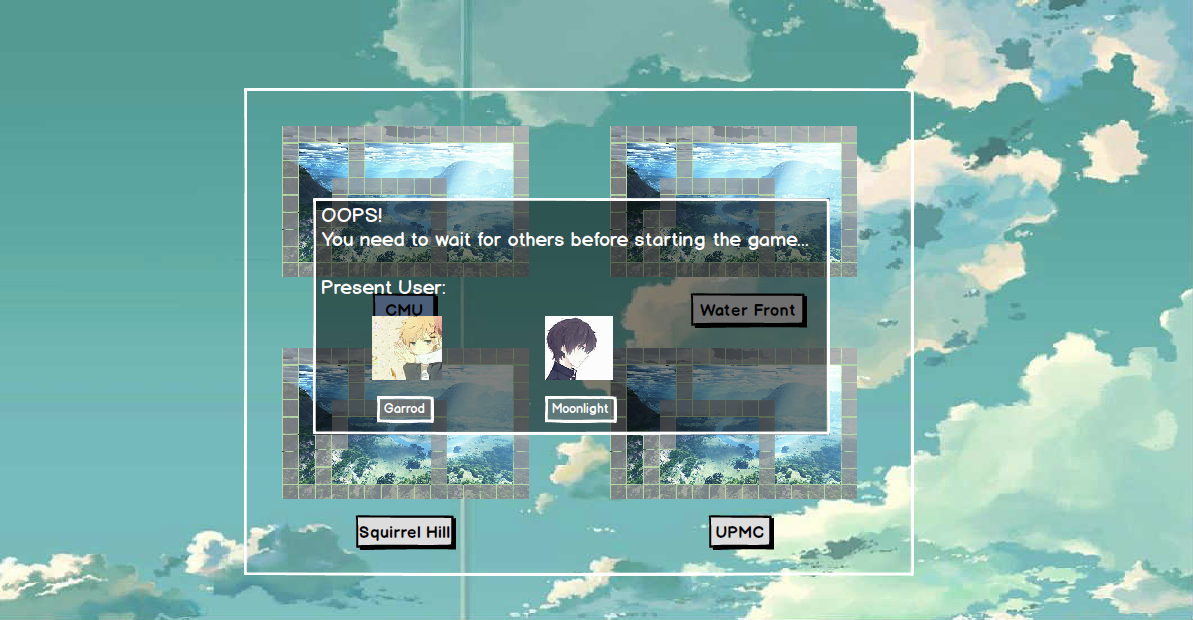 OOPS!
You need to wait for others before starting the game...
Present User:
CMU
Water Front
Garrod
Moonlight
Squirrel Hill
UPMC